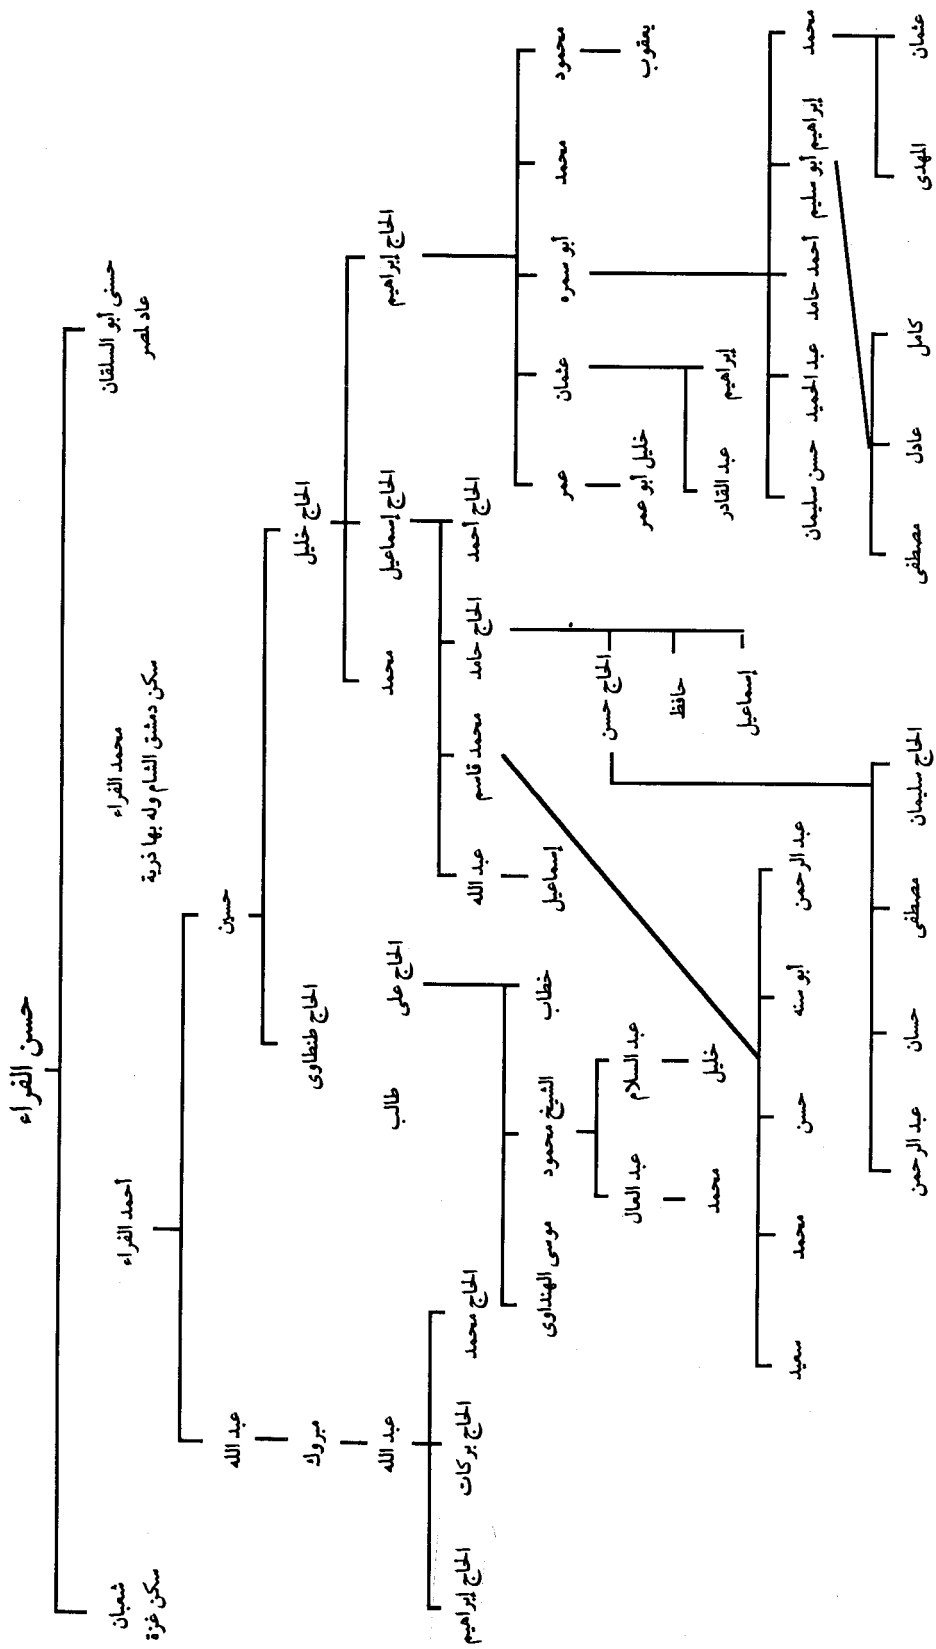 حسن الفراء
حسنى أبو السلقان
عاد لمصر
محمد الفراء
سكن دمشق الشام وله بها ذرية
أحمد الفراء
شعبان
سكن غزة
حسين
عبد الله
الحاج خليل
الحاج طنطاوى
مبروك
الحاج إبراهيم
الحاج إسماعيل
محمد
الحاج على
طالب
عبد الله
الحاج أحمد
الحاج حامد
محمد قاسم
عبد الله
الحاج محمد
الحاج بركات
الحاج إبراهيم
محمود
محمد
أبو سمره
عثمان
عمر
إسماعيل
خطاب
الشيخ محمود
موسى الهنداوى
يعقوب
خليل أبو عمر
الحاج حسن
عبد السلام
عبد العال
حافظ
إبراهيم
عبد القادر
خليل
محمد
إسماعيل
محمد
إبراهيم أبو سليم
أحمد حامد
عبد الحميد
حسن سليمان
عبد الرحمن
أبو سنه
حسن
محمد
سعيد
عثمان
المهدى
كامل
عادل
مصطفى
الحاج سليمان
مصطفى
حسان
عبد الرحمن